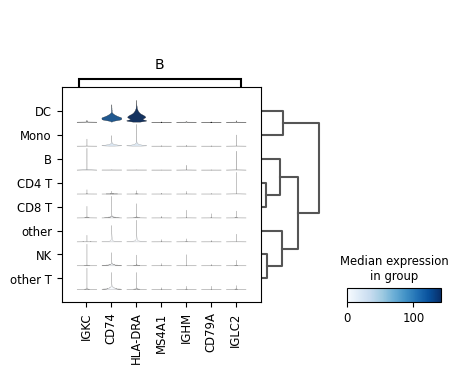 B
DC
Mono
B
CD4 T
CD8 T
other
NK
other T
IGKC
CD74
HLA-DRA
MS4A1
IGHM
CD79A
IGLC2
Median expression
in group
0 100